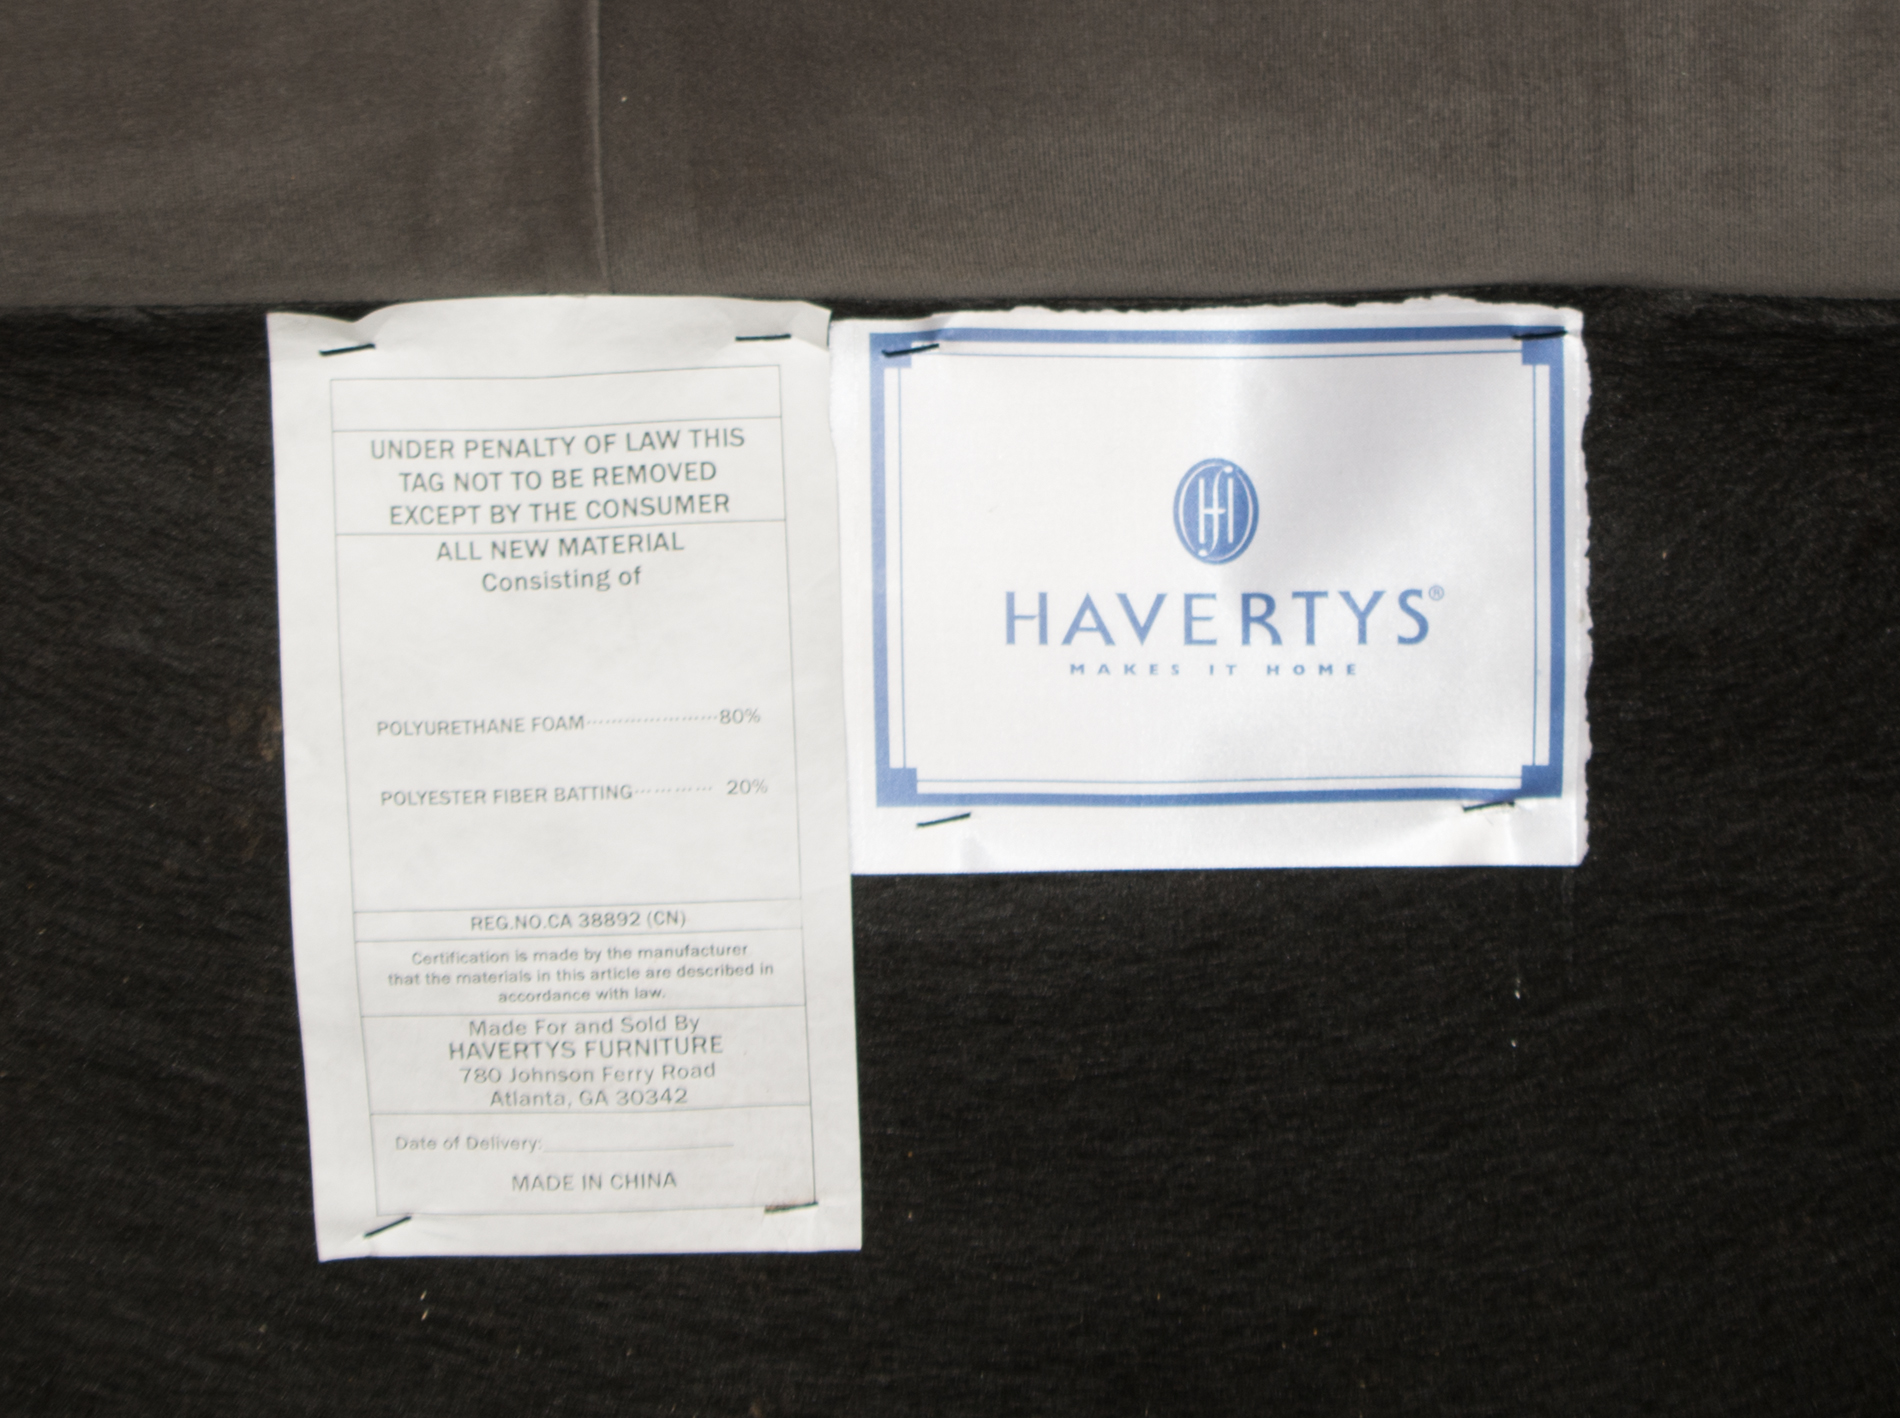 UNDER PENALTY OF LAW THIS
TAG NOT TO BE REMOVED
EXCEPT BY THE CONSUMER
ALL NEW MATERIAL
Consisting of
POLYURETHANE FOAM·····················80%
POLYESTER FIBER BATTING············ 20%
REG.NO.CA 38892 (CN)
Certification is made by the manufacturer
that the materials in this article are described in
accordance with law.
Made For and Sold By
HAVERTYS FURNITURE
780 Johnson Ferry Road
Atlanta, GA 30342
Date of Delivery:____________________
MADE IN CHINA
hfi
HAVERTYS®
MAKES IT HOME